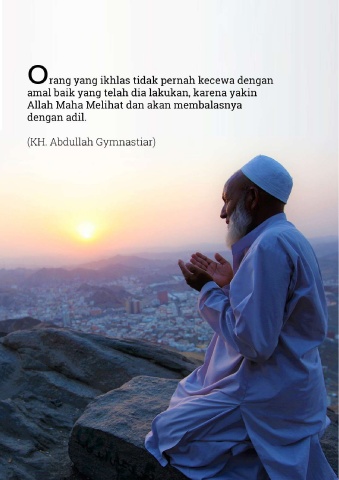 Orang yang ikhlas tidak pernah kecewa dengan
amal baik yang telah dia lakukan, karena yakin
Allah Maha Melihat dan akan membalasnya
dengan adil.
(KH. Abdullah Gymnastiar)